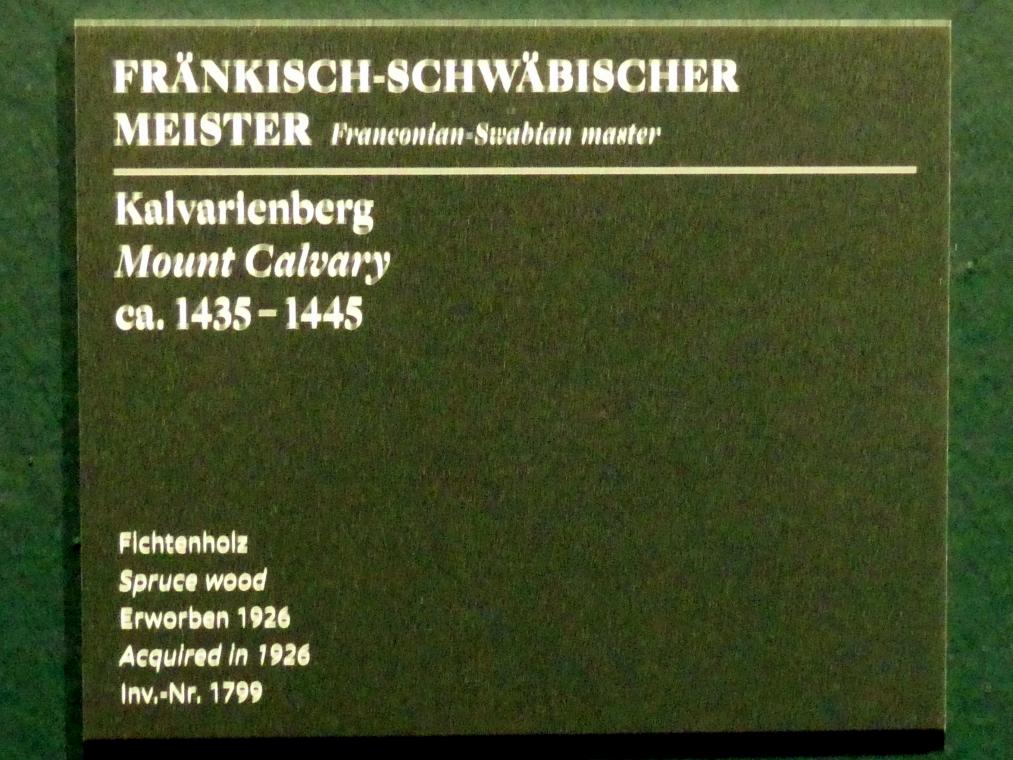 FRÄNKISCH-SCHWÄBISCHER
MEISTER Franconian-Swabian master
Kalvarienberg
Mount Calvary
ca. 1435 – 1445
Fichtenholz
Spruce wood
Erworben 1926
Acquired in 1926
Inv.-Nr. 1799